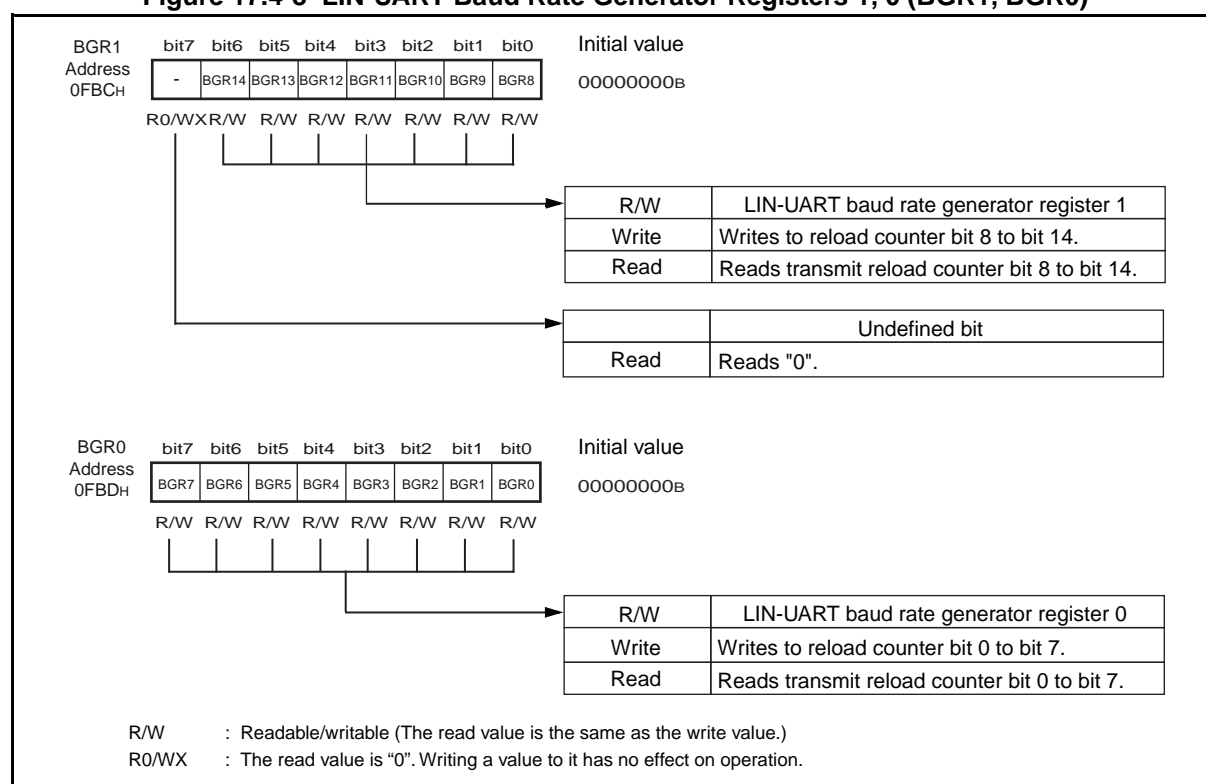 Figure 17.4-8 LIN-UART Baud Rate Generator Registers 1, 0 (BGR1, BGR0)
BGR1 bit7 bit6 bit5 bit4 bit3 bit2 bit1 bit0 Initial value
Address
0FBCH - BGR14 BGR13 BGR12 BGR11 BGR10 BGR9 BGR8 00000000B
R0/WX R/W R/W R/W R/W R/W R/W R/W
R/W LIN-UART baud rate generator register 1
Write Writes to reload counter bit 8 to bit 14.
Read Reads transmit reload counter bit 8 to bit 14.
Undefined bit
Read Reads "0".
BGR0 bit7 bit6 bit5 bit4 bit3 bit2 bit1 bit0 Initial value
Address
0FBDH BGR7 BGR6 BGR5 BGR4 BGR3 BGR2 BGR1 BGR0 00000000B
R/W R/W R/W R/W R/W R/W R/W R/W
R/W LIN-UART baud rate generator register 0
Write Writes to reload counter bit 0 to bit 7.
Read Reads transmit reload counter bit 0 to bit 7.
R/W : Readable/writable (The read value is the same as the write value.)
R0/WX : The read value is “0”. Writing a value to it has no effect on operation.